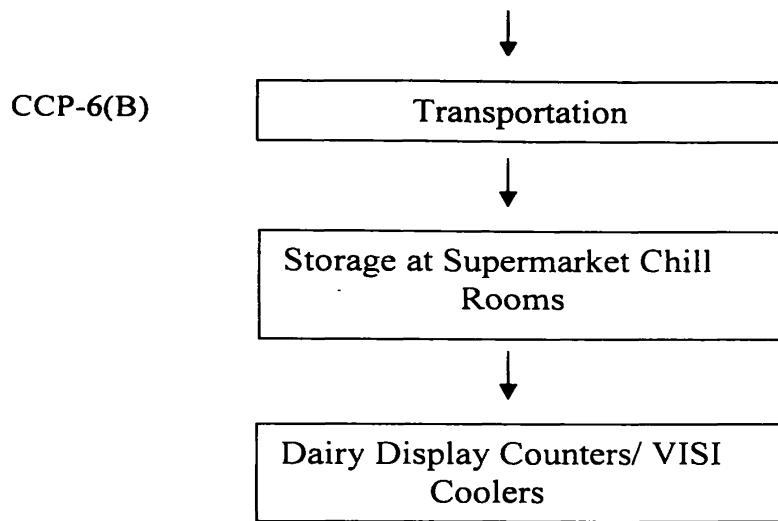 CCP-6(B)
Transportation
Storage at Supermarket Chill
Rooms
Dairy Display Counters/ VISI
Coolers